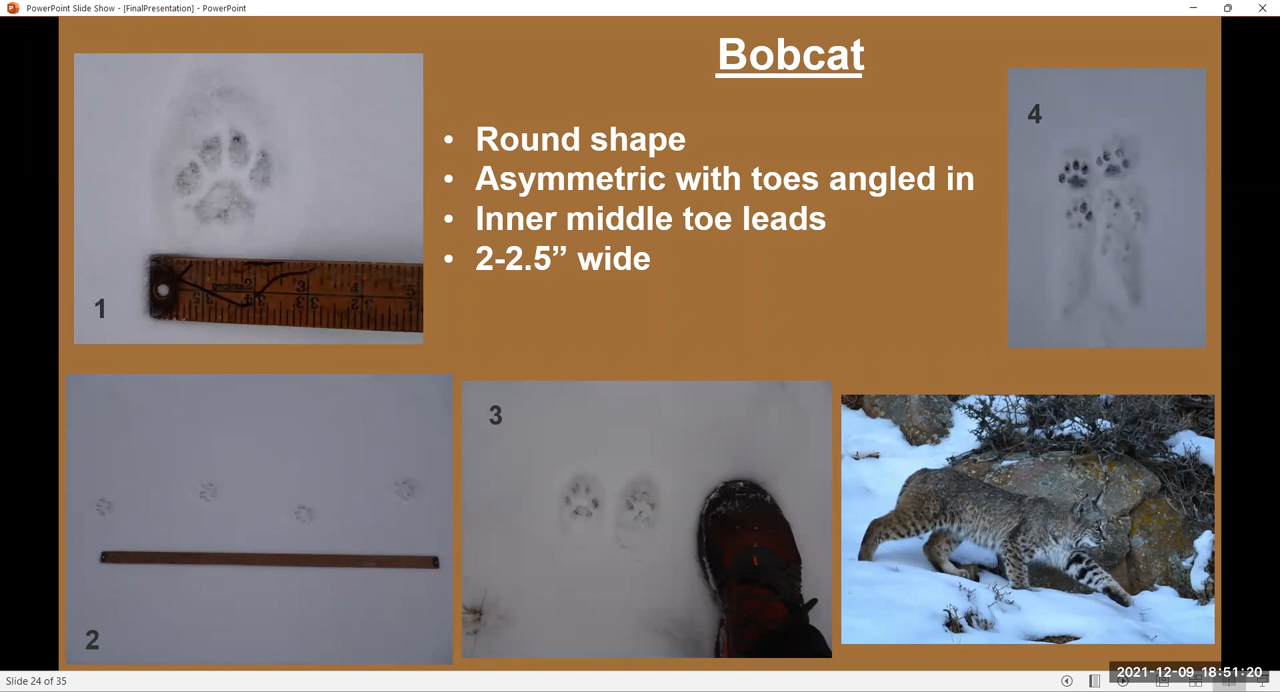 PowerPoint Slide Show - [FinalPresentation] - PowerPoint
Bobcat
4
• Round shape
• Asymmetric with toes angled in
• Inner middle toe leads
• 2-2.5” wide
1
3
2
Slide 24 of 35
2021-12-09 18:51:20